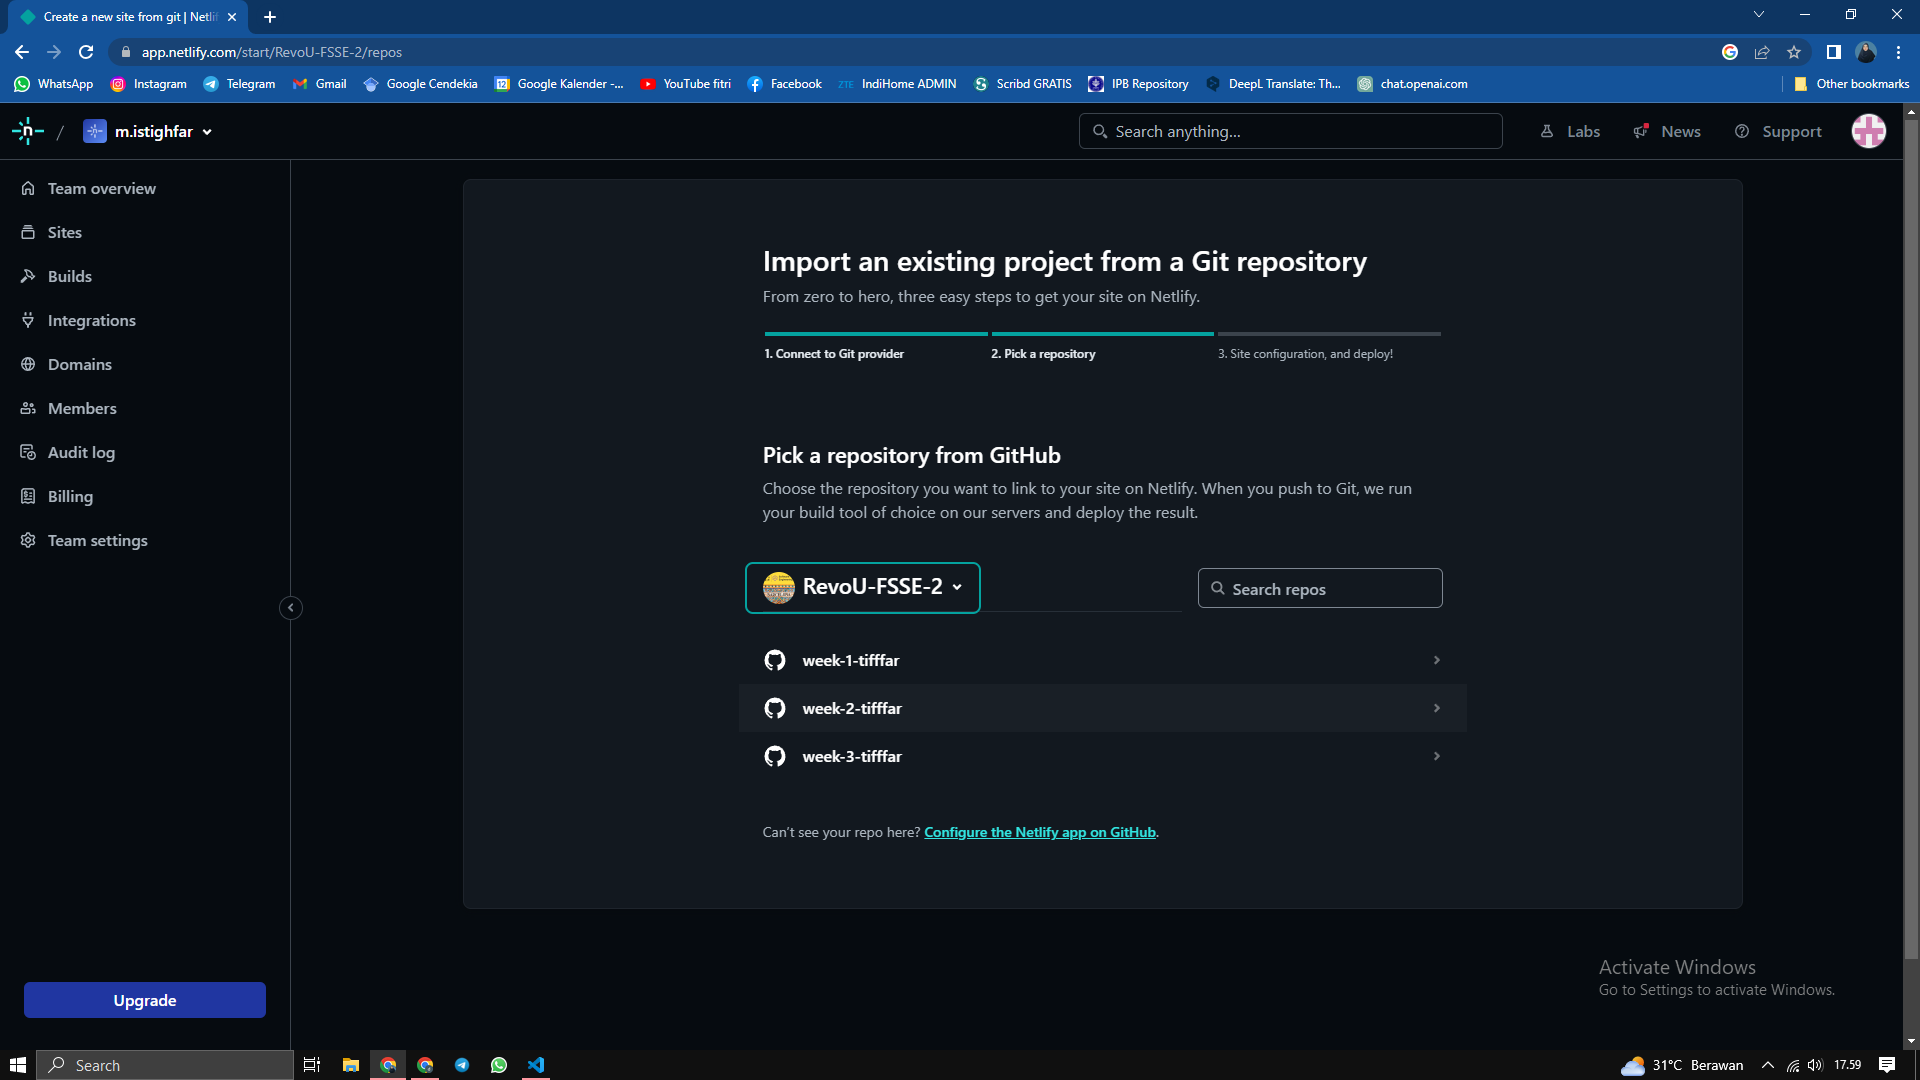 Create a new site from git | Netlif
app.netlify.com/start/RevoU-FSSE-2/repos
WhatsApp
Instagram
Telegram
Gmail
Google Cendekia
Google Kalender -...
YouTube fitri
Facebook
ZTE
IndiHome ADMIN
Scribd GRATIS
IPB Repository
DeepL Translate: Th...
chat.openai.com
Other bookmarks
n / m.istighfar
Search anything...
Labs
News
Support
Team overview
Sites
Builds
Integrations
Domains
Members
Audit log
Billing
Team settings
Upgrade
Import an existing project from a Git repository
From zero to hero, three easy steps to get your site on Netlify.
1. Connect to Git provider
2. Pick a repository
3. Site configuration, and deploy!
Pick a repository from GitHub
Choose the repository you want to link to your site on Netlify. When you push to Git, we run
your build tool of choice on our servers and deploy the result.
RevoU-FSSE-2
Search repos
week-1-tifffar
week-2-tifffar
week-3-tifffar
Can't see your repo here? Configure the Netlify app on GitHub.
Activate Windows
Go to Settings to activate Windows.
Search
31°C Berawan
17.59